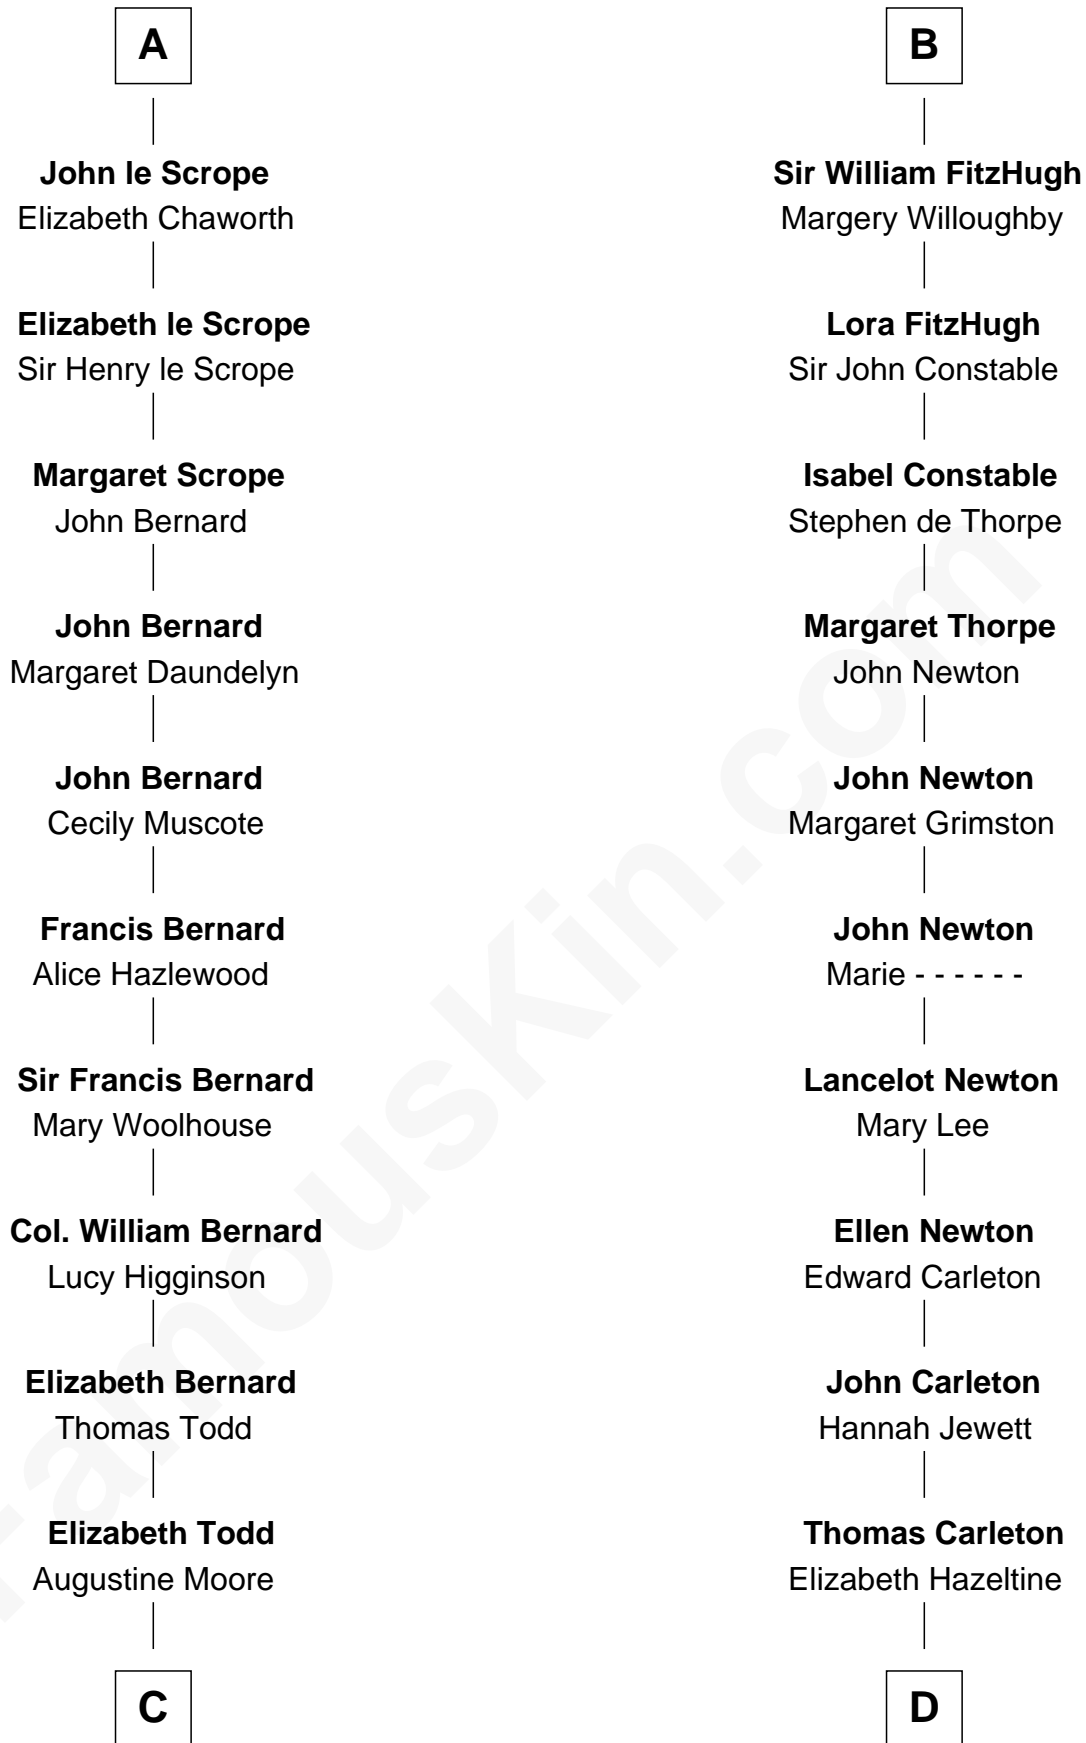 A
John le Scrope
Elizabeth Chaworth
Elizabeth le Scrope
Sir Henry le Scrope
Margaret Scrope
John Bernard
John Bernard
Margaret Daundelyn
John Bernard
Cecily Muscote
Francis Bernard
Alice Hazlewood
Sir Francis Bernard
Mary Woolhouse
Col. William Bernard
Lucy Higginson
Elizabeth Bernard
Thomas Todd
Elizabeth Todd
Augustine Moore
C
B
Sir William FitzHugh
Margery Willoughby
Lora FitzHugh
Sir John Constable
Isabel Constable
Stephen de Thorpe
Margaret Thorpe
John Newton
John Newton
Margaret Grimston
John Newton
Marie - - - - - -
Lancelot Newton
Mary Lee
Ellen Newton
Edward Carleton
John Carleton
Hannah Jewett
Thomas Carleton
Elizabeth Hazeltine
D
FamousKin.com